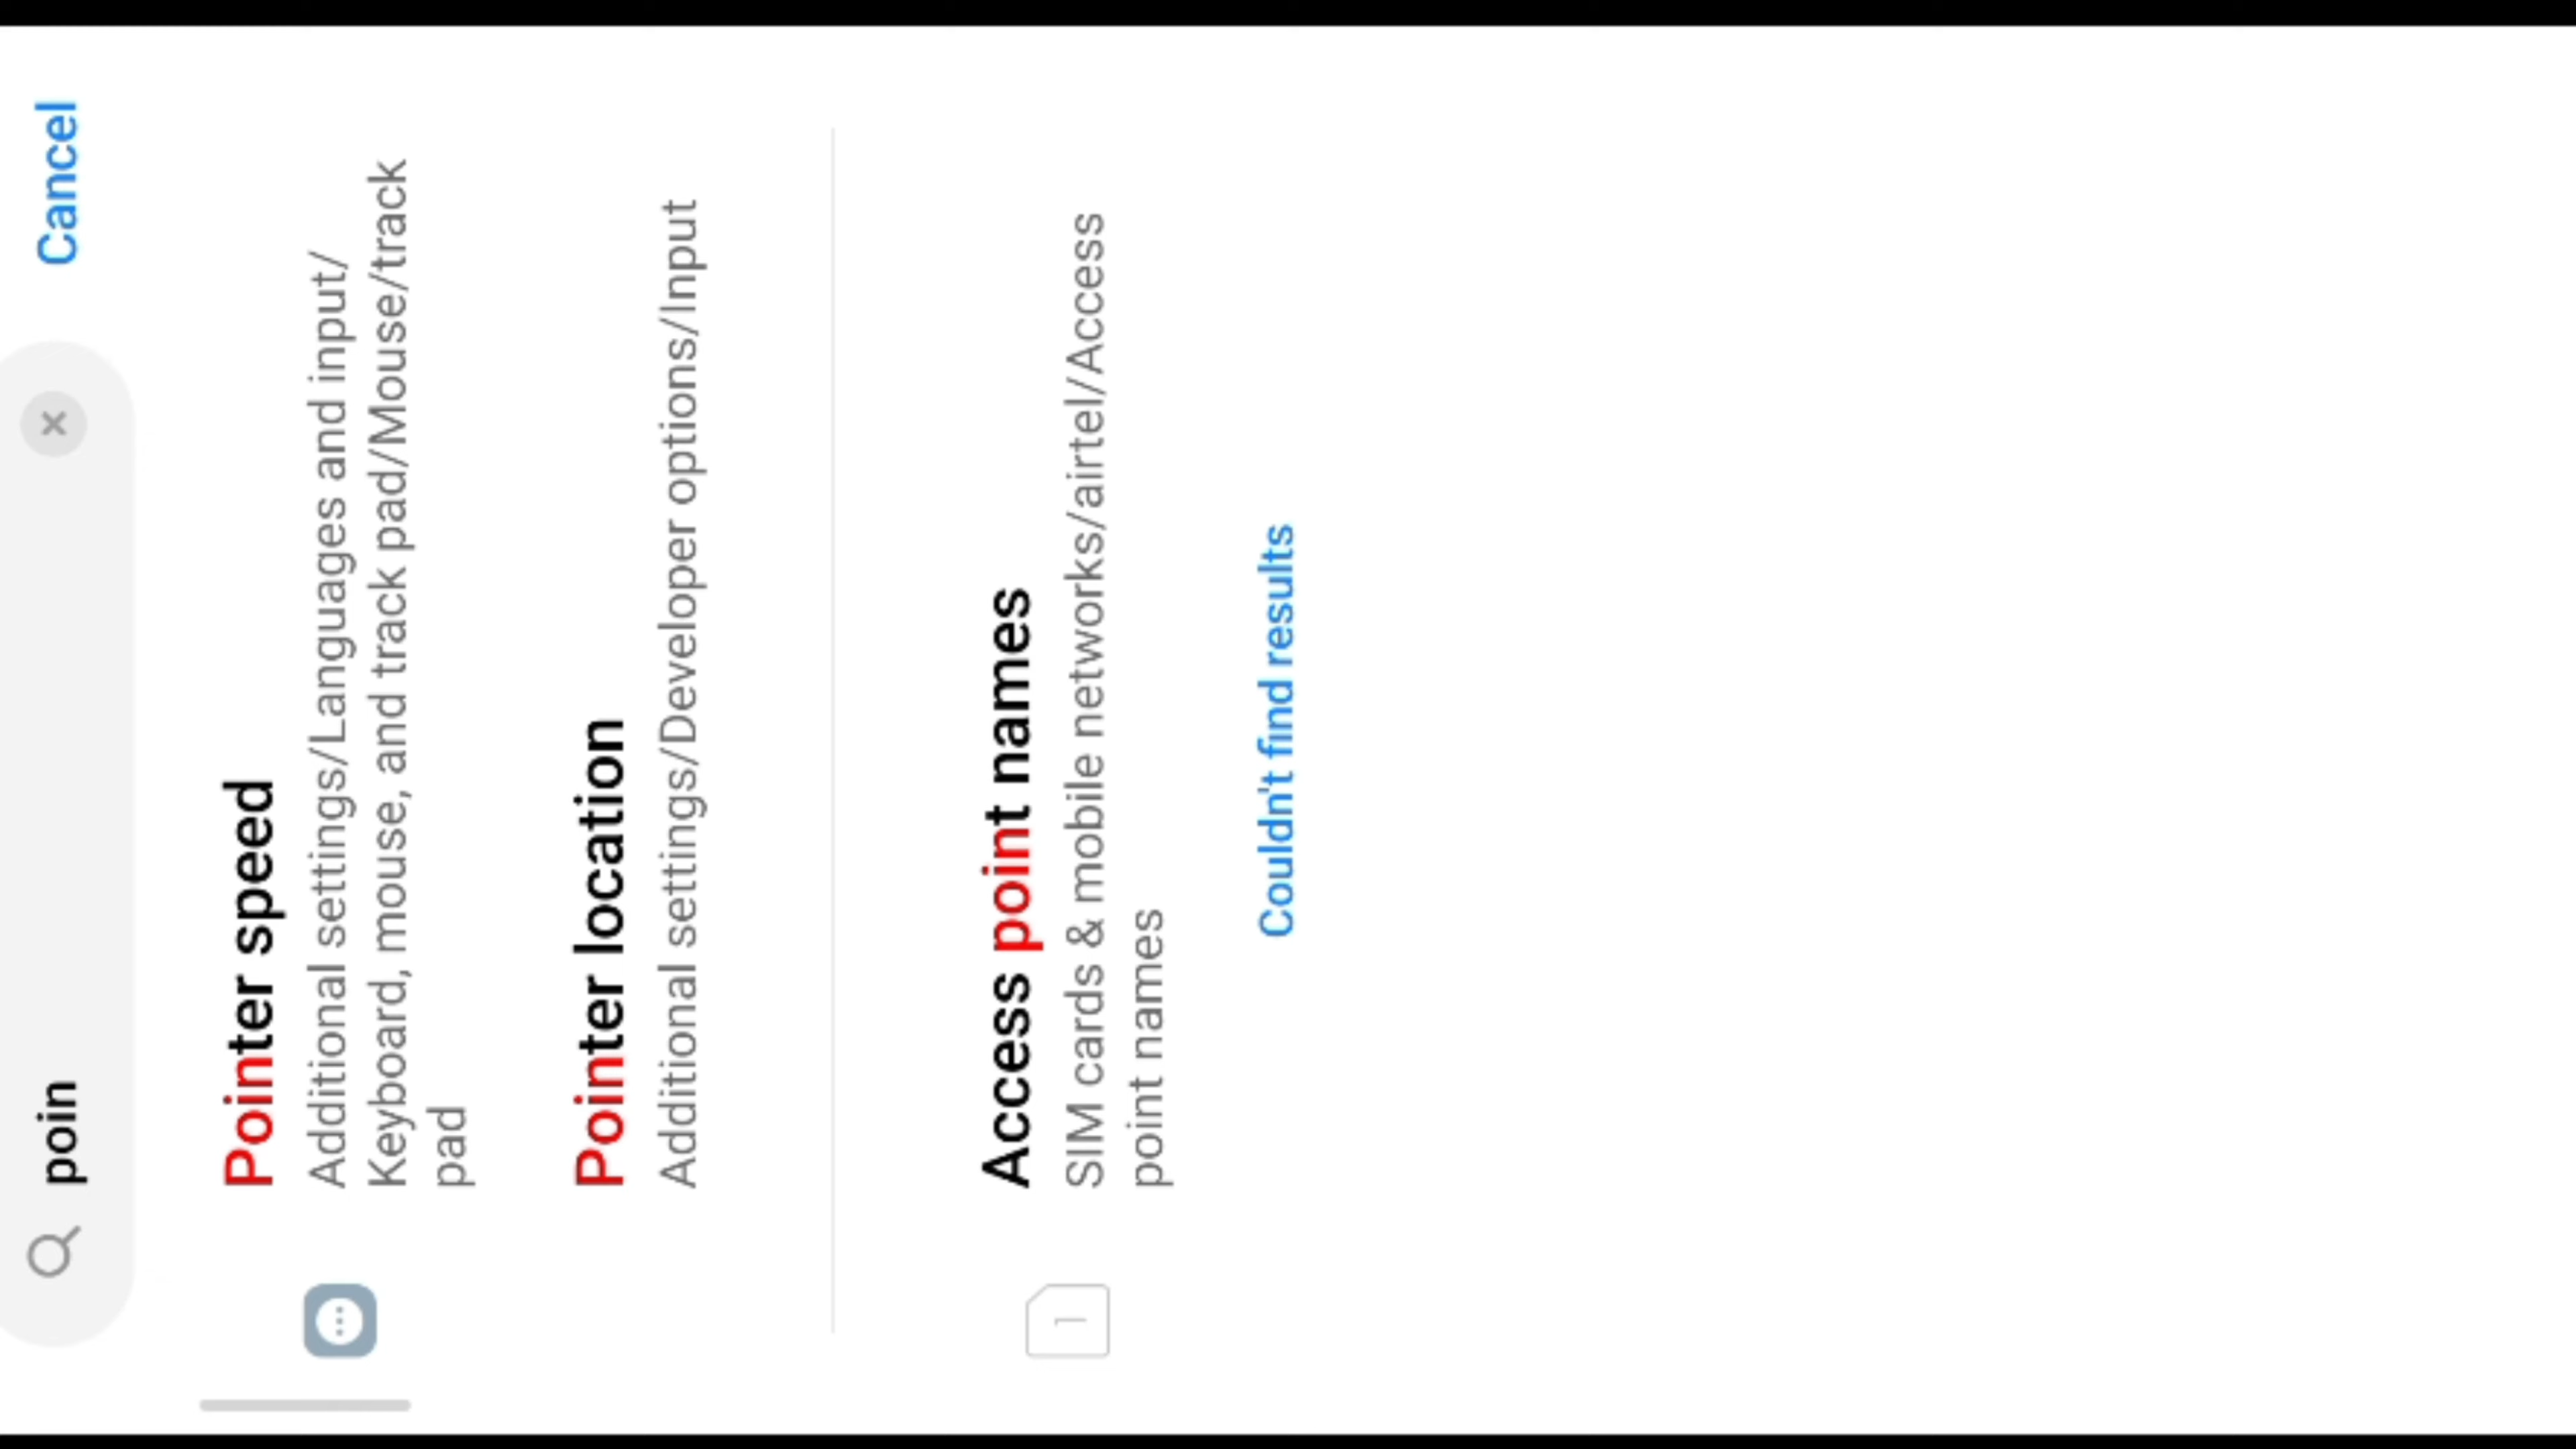 poin
Cancel
Pointer speed
Additional settings/Languages and input/
Keyboard, mouse, and track pad/Mouse/track
pad
Pointer location
Additional settings/Developer options/Input
Access point names
SIM cards & mobile networks/airtel/Access
point names
1
Couldn't find results